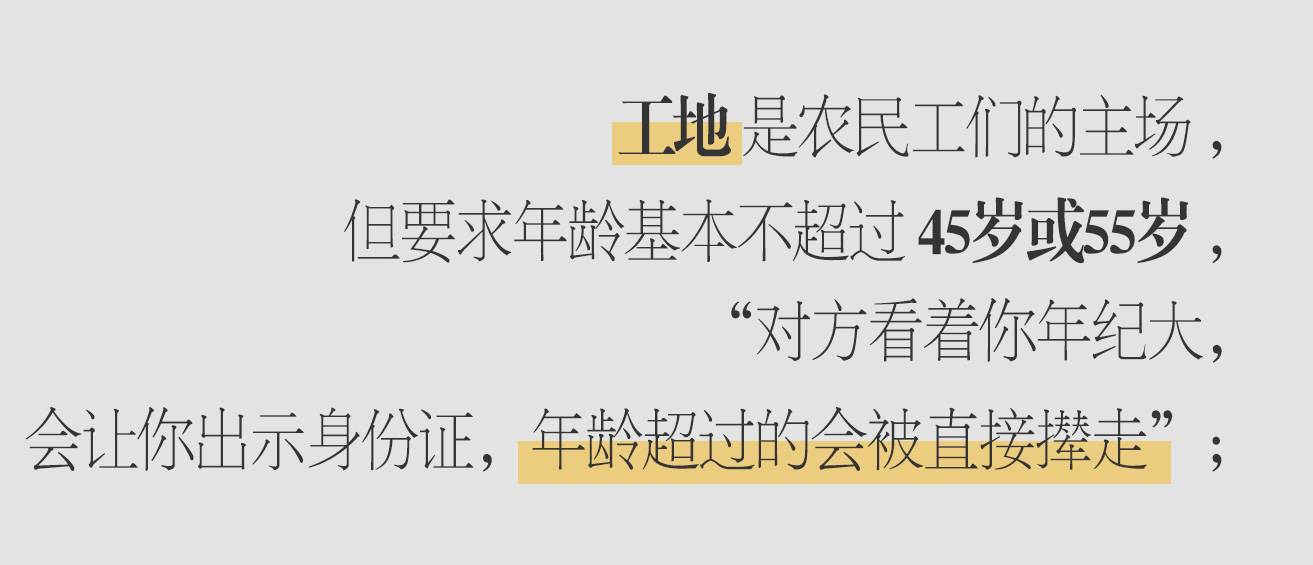 工地是农民工们的主场，
但要求年龄基本不超过45岁或55岁，
“对方看着你年纪大，
会让你出示身份证，年龄超过的会被直接撵走”；